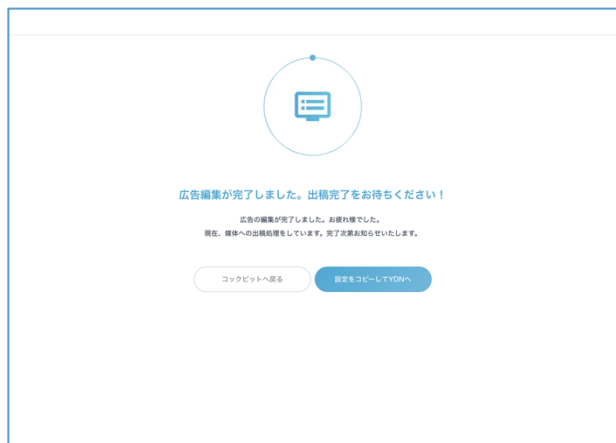 広告編集が完了しました。出稿完了をお待ちください！
広告の編集が完了しました。お疲れ様でした。
現在、媒体への出稿処理をしています。完了次第お知らせいたします。
コックピットへ戻る
設定をコピーしてYDNへ